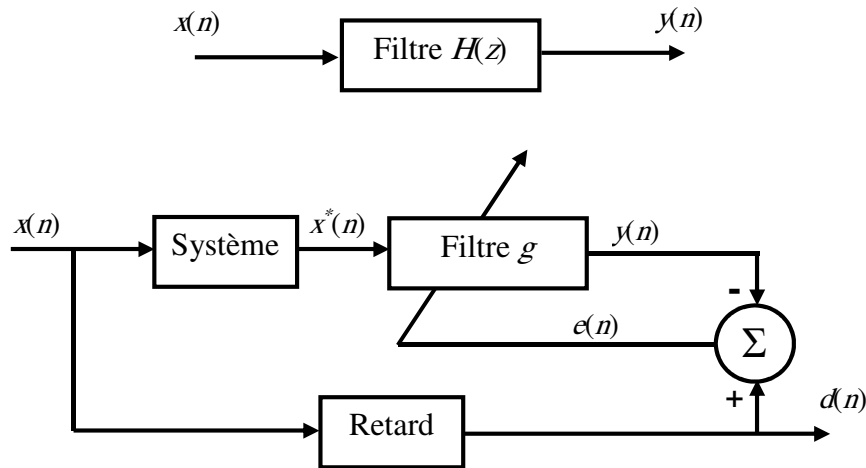 x(n)
Filtre H(z)
y(n)
x(n)
Système
x*(n)
Filtre g
y(n)
-
e(n)
Σ
+
d(n)
Retard